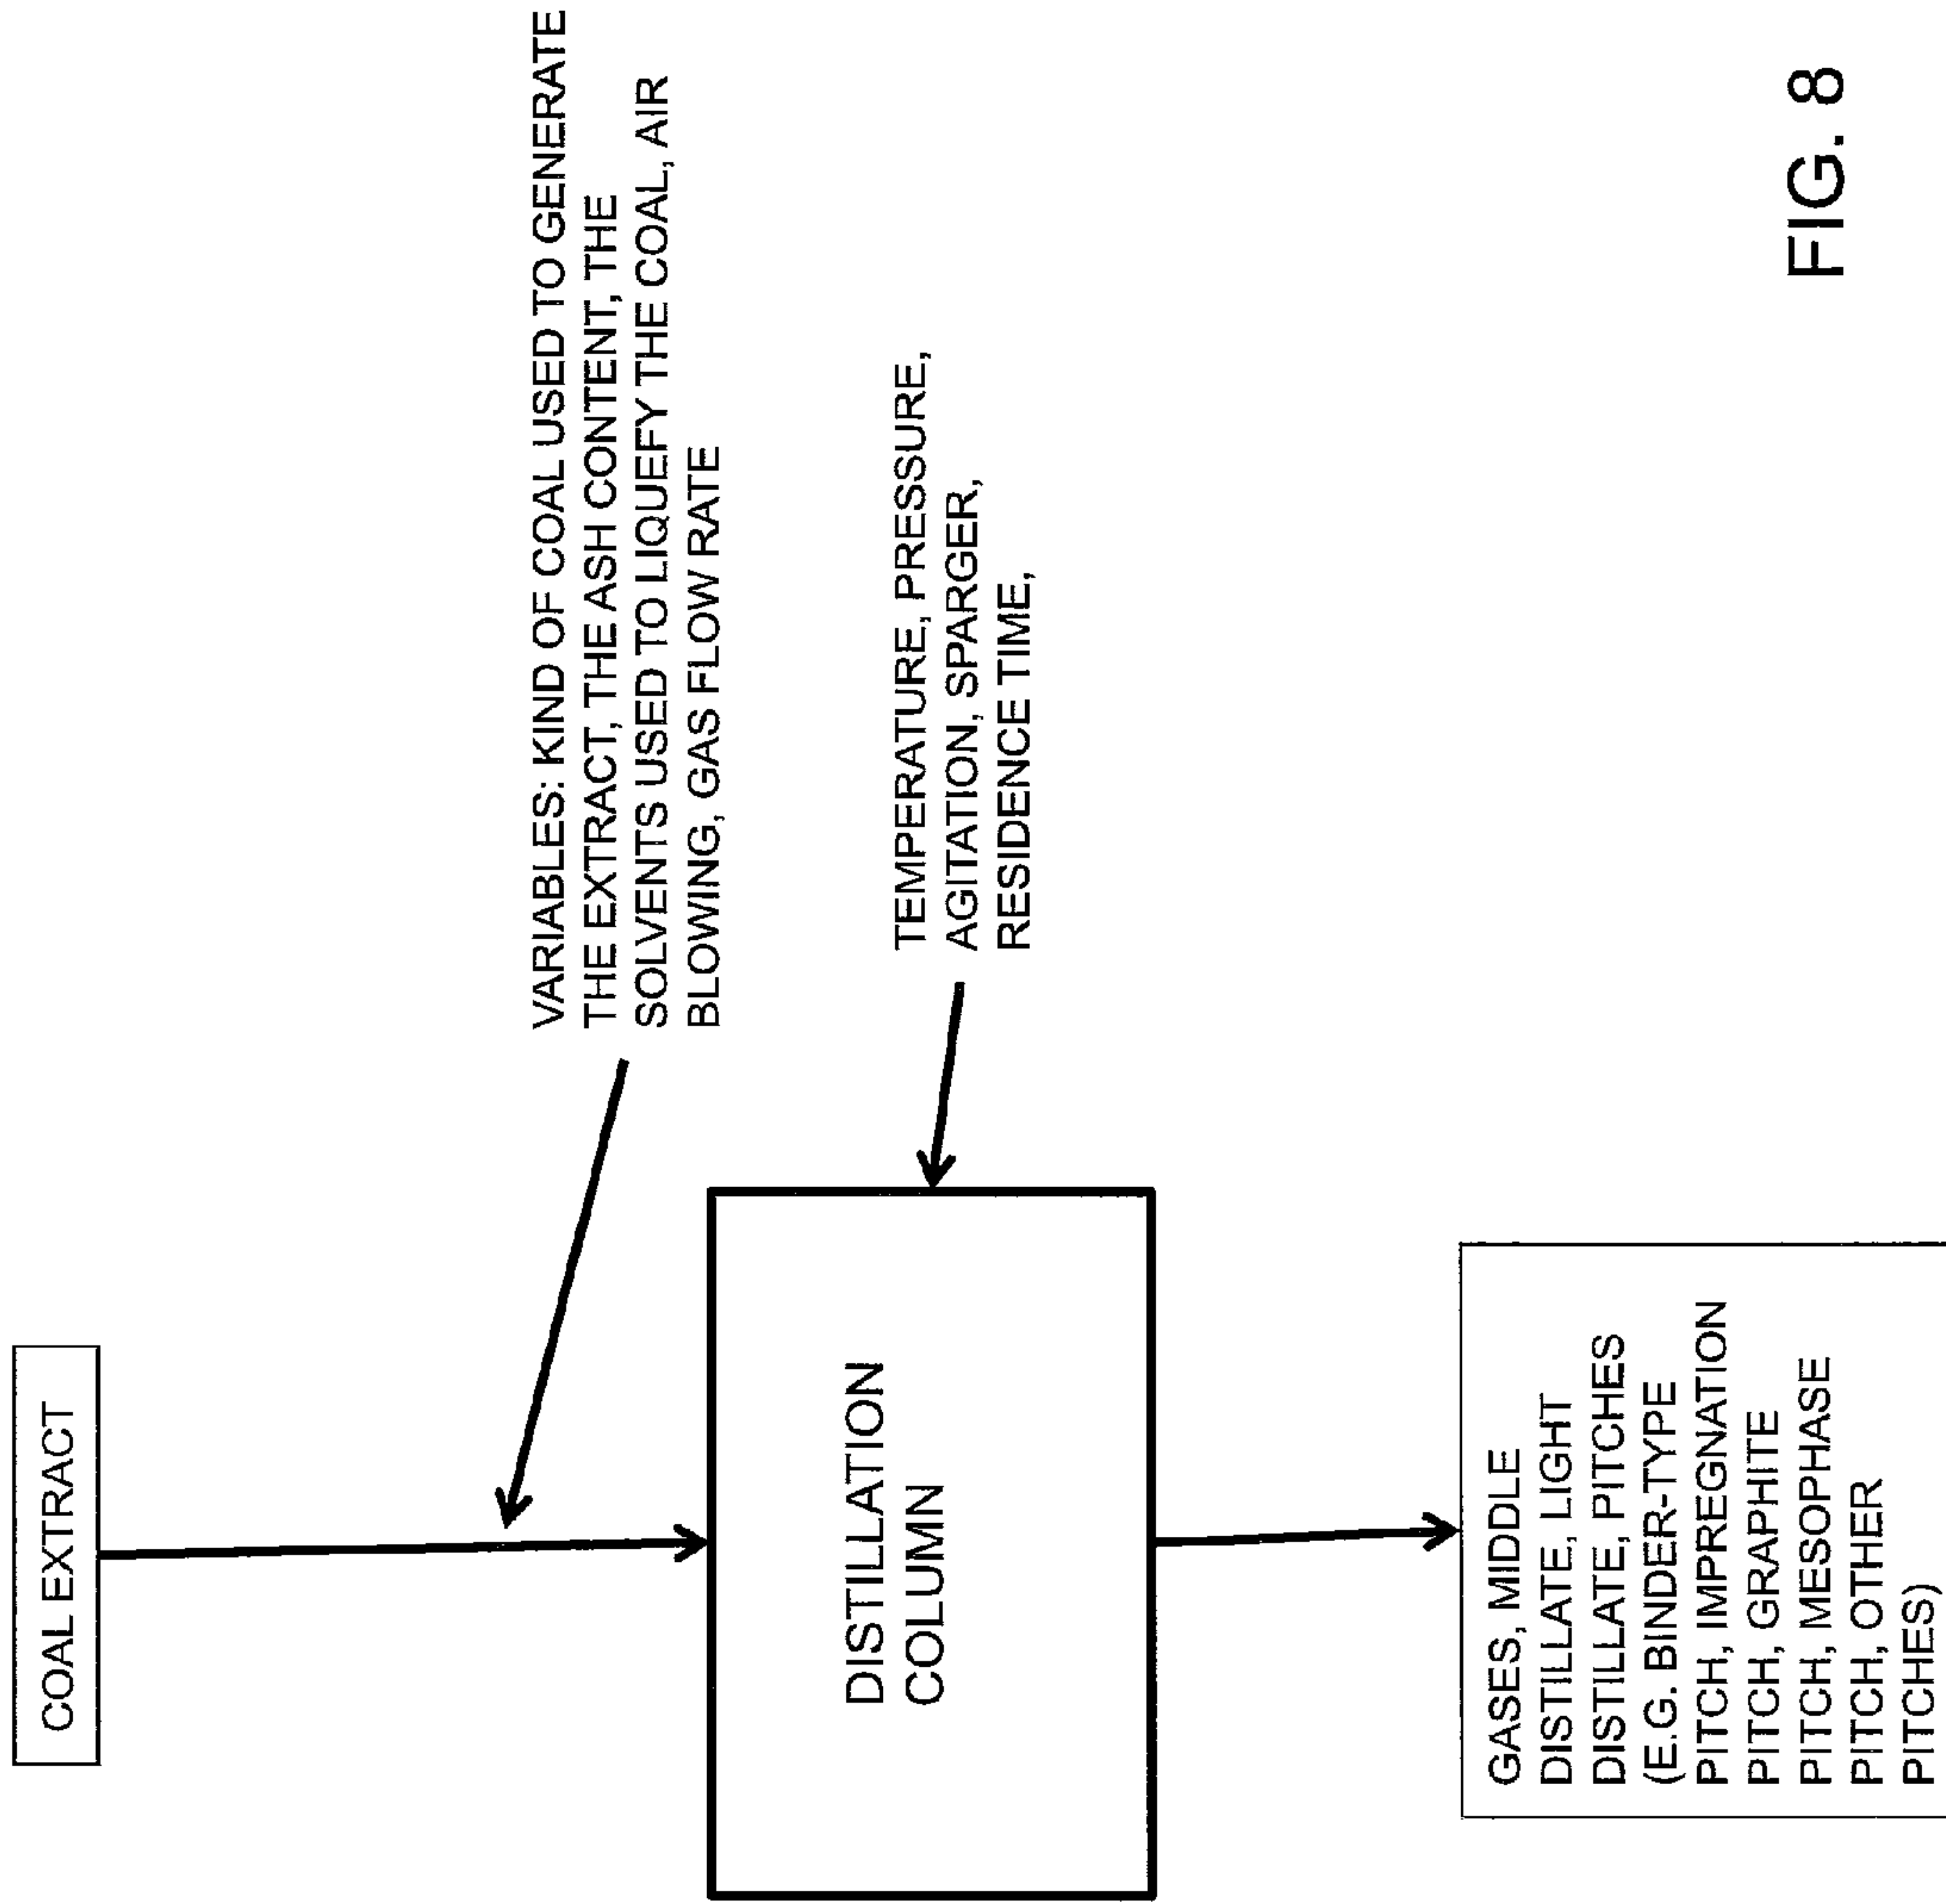 COAL EXTRACT
VARIABLES: KIND OF COAL USED TO GENERATE
THE EXTRACT, THE ASH CONTENT, THE
SOLVENTS USED TO LIQUEFY THE COAL, AIR
BLOWING, GAS FLOW RATE
DISTILLATION
COLUMN
TEMPERATURE, PRESSURE,
AGITATION, SPARGER,
RESIDENCE TIME,
GASES, MIDDLE
DISTILLATE, LIGHT
DISTILLATE, PITCHES
(E.G. BINDER-TYPE
PITCH, IMPREGNATION
PITCH, GRAPHITE
PITCH, MESOPHASE
PITCH, OTHER
PITCHES)
FIG. 8